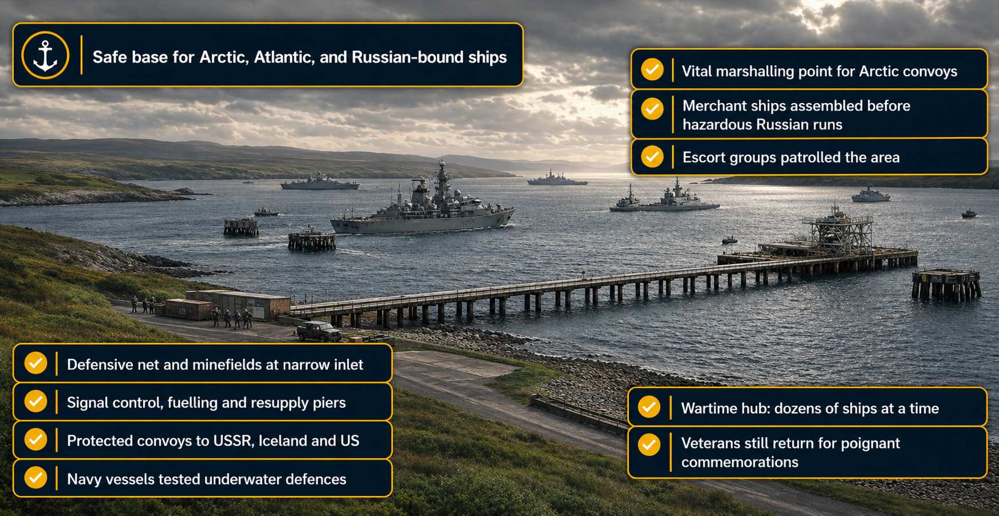 Safe base for Arctic, Atlantic, and Russian-bound ships
Vital marshalling point for Arctic convoys
Merchant ships assembled before
hazardous Russian runs
Escort groups patrolled the area
Defensive net and minefields at narrow inlet
Signal control, fuelling and resupply piers
Protected convoys to USSR, Iceland and US
Navy vessels tested underwater defences
Wartime hub: dozens of ships at a time
Veterans still return for poignant
commemorations